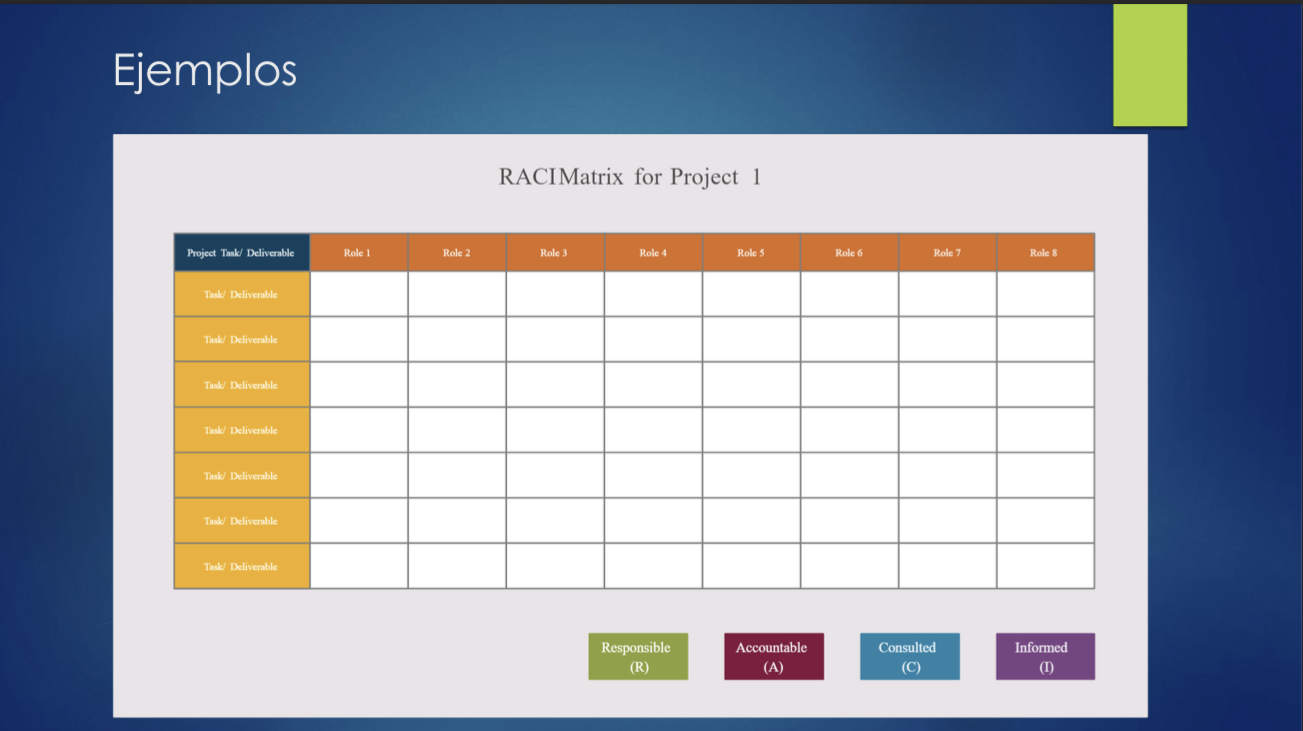 Ejemplos
RACIMatrix for Project 1
Project Task/ Deliverable Role 1 Role 2 Role 3 Role 4 Role 5 Role 6 Role 7 Role 8
Task/ Deliverable
Task/ Deliverable
Task/ Deliverable
Task/ Deliverable
Task/ Deliverable
Task/ Deliverable
Task/ Deliverable
Responsible Accountable Consulted Informed
(R) (A) (C) (I)